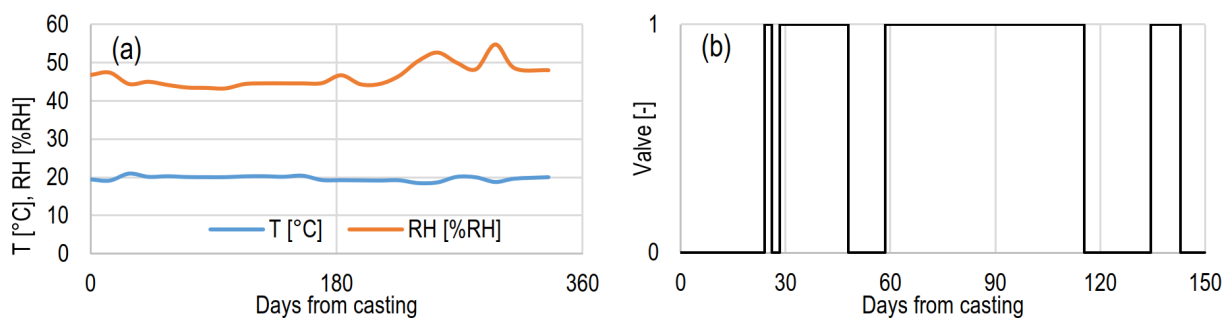 (a)
T [°C], RH [%RH]
60
50
40
30
20
10
0
T [°C]
RH [%RH]
0
180
360
Days from casting
(b)
Valve [-]
1
0
0
30
60
90
120
150
Days from casting